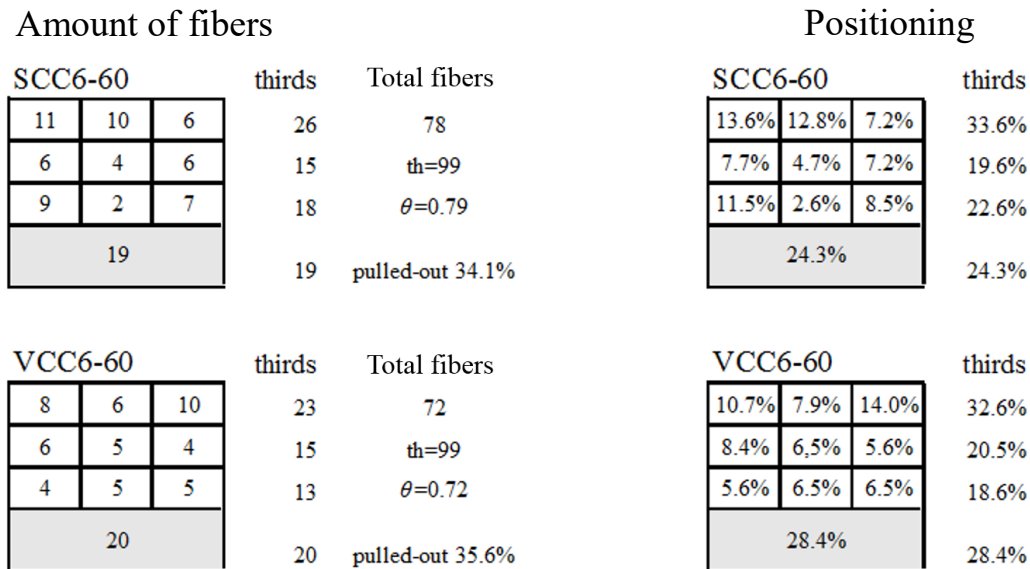 Amount of fibers Positioning
SCC6-60 thirds Total fibers SCC6-60 thirds
11 10 6 26 78 13.6% 12.8% 7.2% 33.6%
6 4 6 15 th=99 7.7% 4.7% 7.2% 19.6%
9 2 7 18 θ=0.79 11.5% 2.6% 8.5% 22.6%
19 19 pulled-out 34.1% 24.3% 24.3%
VCC6-60 thirds Total fibers VCC6-60 thirds
8 6 10 23 72 10.7% 7.9% 14.0% 32.6%
6 5 4 15 th=99 8.4% 6,5% 5.6% 20.5%
4 5 5 13 θ=0.72 5.6% 6.5% 6.5% 18.6%
20 20 pulled-out 35.6% 28.4% 28.4%